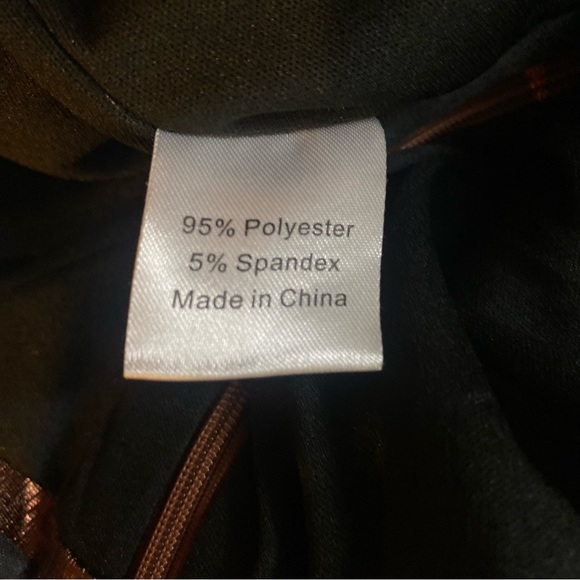 95% Polyester
5% Spandex
Made in China